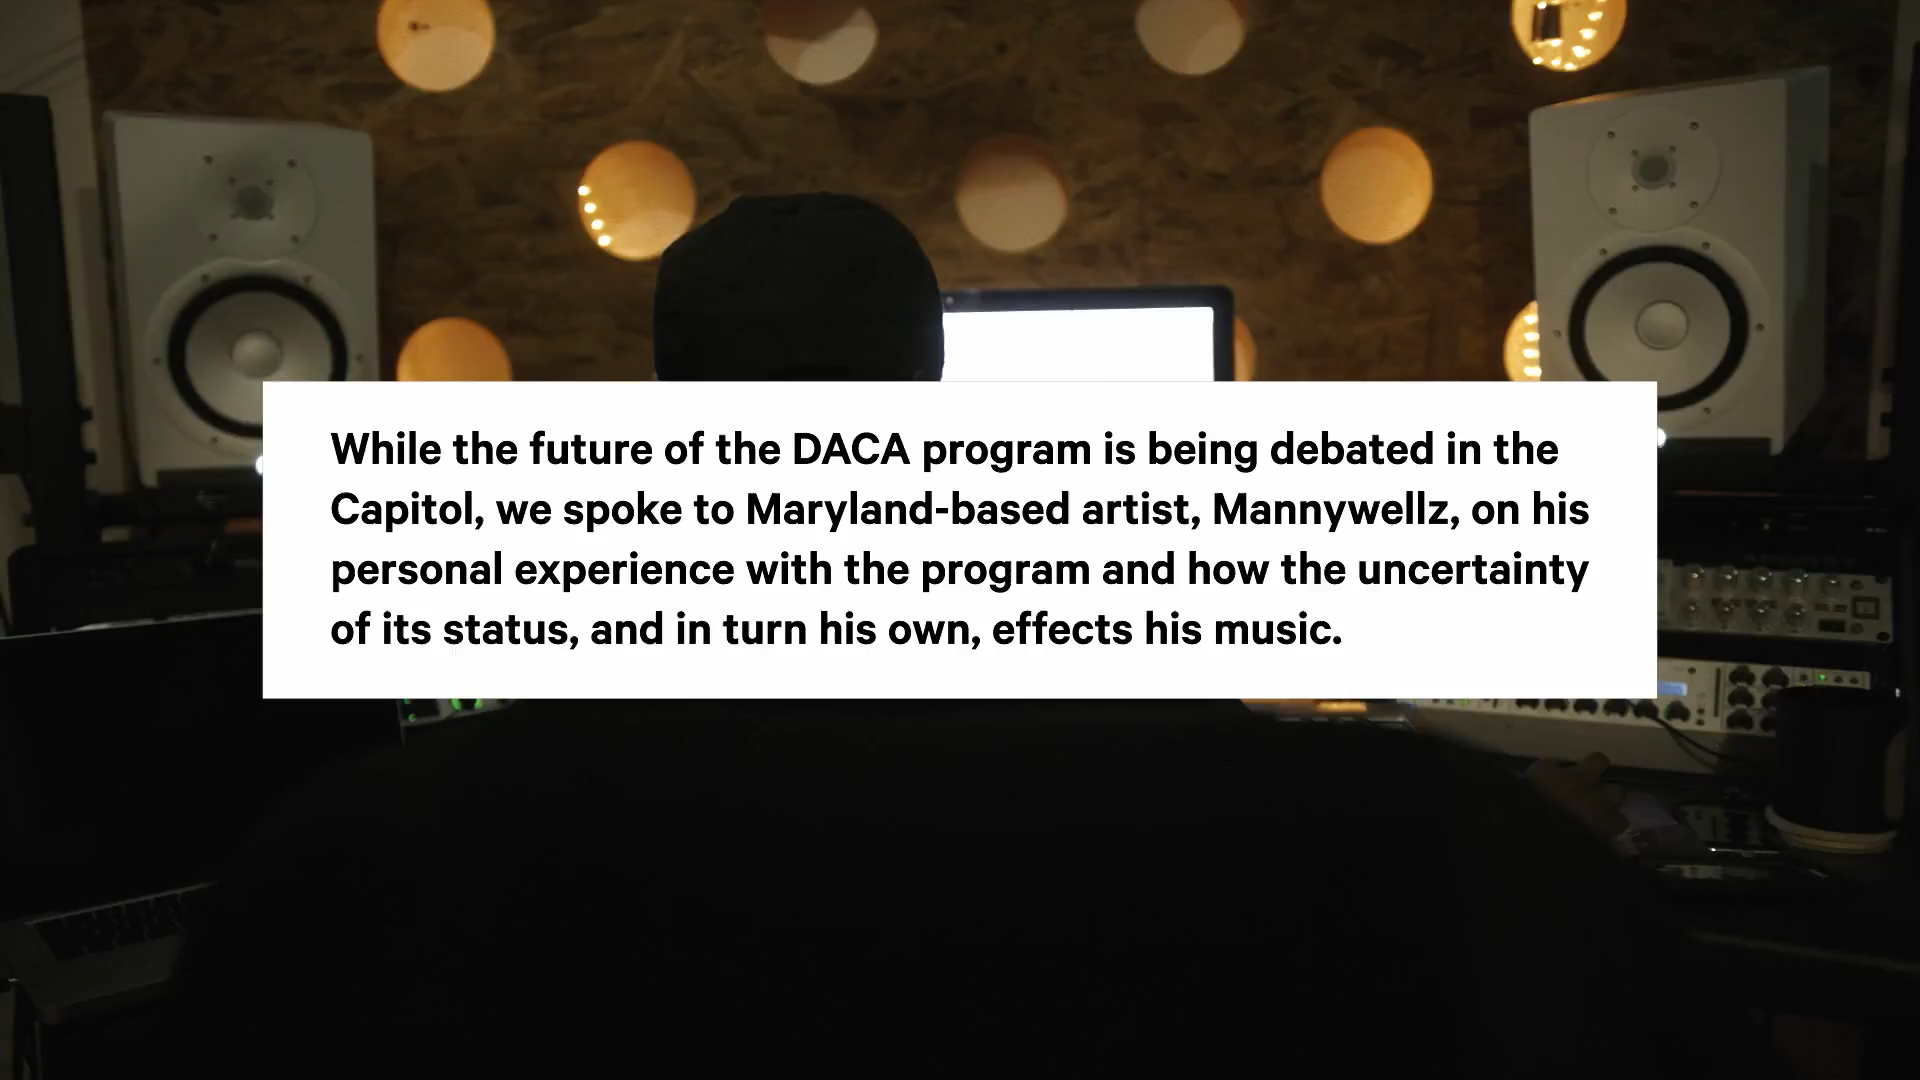 While the future of the DACA program is being debated in the
Capitol, we spoke to Maryland-based artist, Mannywellz, on his
personal experience with the program and how the uncertainty
of its status, and in turn his own, effects his music.